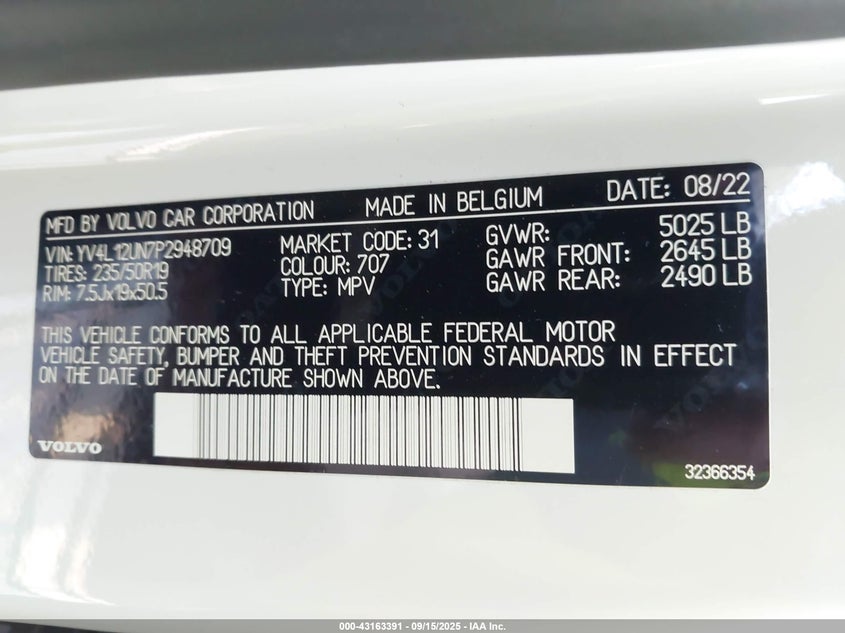 MFD BY VOLVO CAR CORPORATION MADE IN BELGIUM DATE: 08/22
VIN: YV4L12UN7P2948709 MARKET CODE: 31 GVWR: 5025 LB
TIRES: 235/50R19 COLOUR: 707 GAWR FRONT: 2645 LB
RIM: 7.5Jx19x50.5 TYPE: MPV GAWR REAR: 2490 LB
THIS VEHICLE CONFORMS TO ALL APPLICABLE FEDERAL MOTOR
VEHICLE SAFETY, BUMPER AND THEFT PREVENTION STANDARDS IN EFFECT
ON THE DATE OF MANUFACTURE SHOWN ABOVE.
VOLVO
32366354
000-43163391 - 09/15/2025 - IAA Inc.